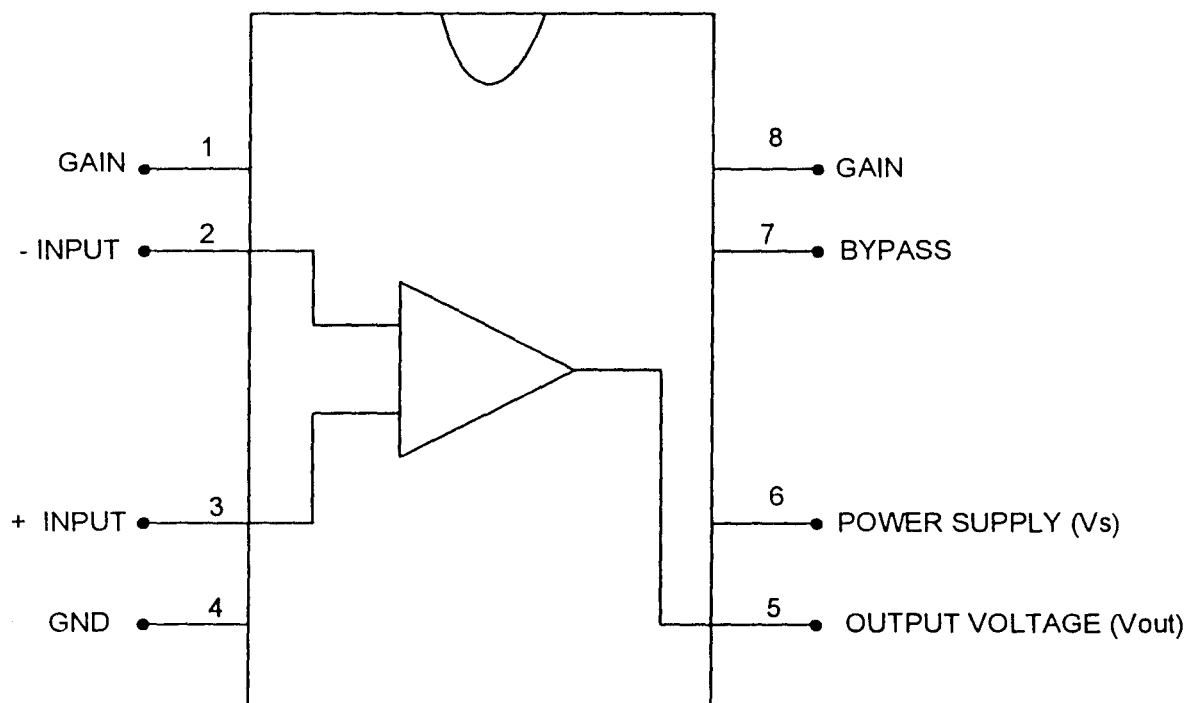 GAIN 1 8 GAIN
- INPUT 2 7 BYPASS
+ INPUT 3 6 POWER SUPPLY (Vs)
GND 4 5 OUTPUT VOLTAGE (Vout)